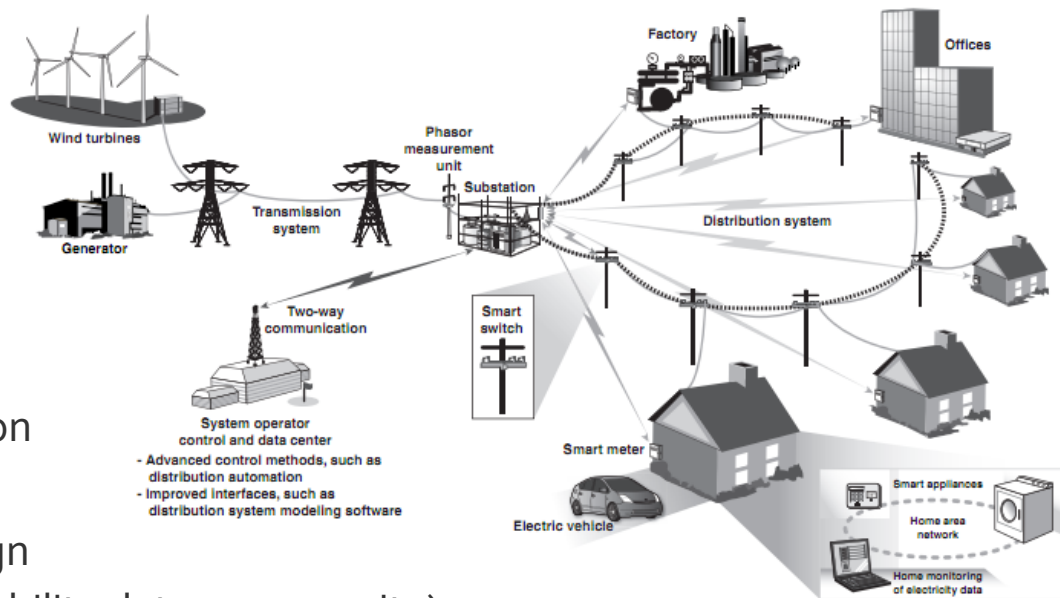 Factory
Offices
Wind turbines
Phasor
measurement
unit
Substation
Transmission
system
Generator
Distribution system
Two-way
communication
Smart
switch
System operator
control and data center
- Advanced control methods, such as
distribution automation
- Improved interfaces, such as
distribution system modeling software
Smart meter
Electric vehicle
Smart appliances
Home area
network
Home monitoring
of electricity data